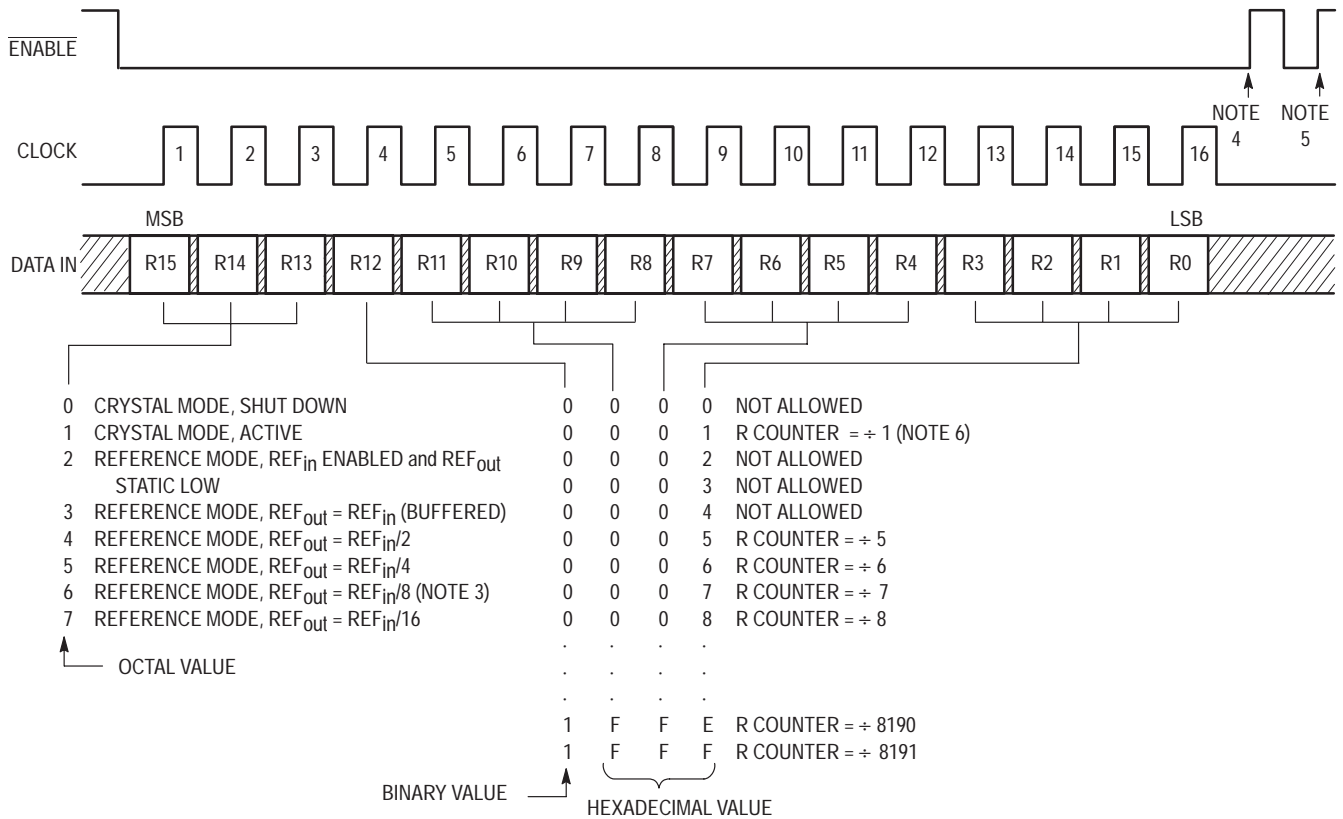 ENABLE
NOTE 4
NOTE 5
CLOCK
1 2 3 4 5 6 7 8 9 10 11 12 13 14 15 16
MSB
LSB
DATA IN
R15 R14 R13 R12 R11 R10 R9 R8 R7 R6 R5 R4 R3 R2 R1 R0
0 CRYSTAL MODE, SHUT DOWN
1 CRYSTAL MODE, ACTIVE
2 REFERENCE MODE, REFin ENABLED and REFout
STATIC LOW
3 REFERENCE MODE, REFout = REFin (BUFFERED)
4 REFERENCE MODE, REFout = REFin/2
5 REFERENCE MODE, REFout = REFin/4
6 REFERENCE MODE, REFout = REFin/8 (NOTE 3)
7 REFERENCE MODE, REFout = REFin/16
OCTAL VALUE
0 0 0 0 NOT ALLOWED
0 0 0 1 R COUNTER = ÷ 1 (NOTE 6)
0 0 0 2 NOT ALLOWED
0 0 0 3 NOT ALLOWED
0 0 0 4 NOT ALLOWED
0 0 0 5 R COUNTER = ÷ 5
0 0 0 6 R COUNTER = ÷ 6
0 0 0 7 R COUNTER = ÷ 7
0 0 0 8 R COUNTER = ÷ 8
. . . .
. . . .
. . . .
1 F F E R COUNTER = ÷ 8190
1 F F F R COUNTER = ÷ 8191
BINARY VALUE
HEXADECIMAL VALUE